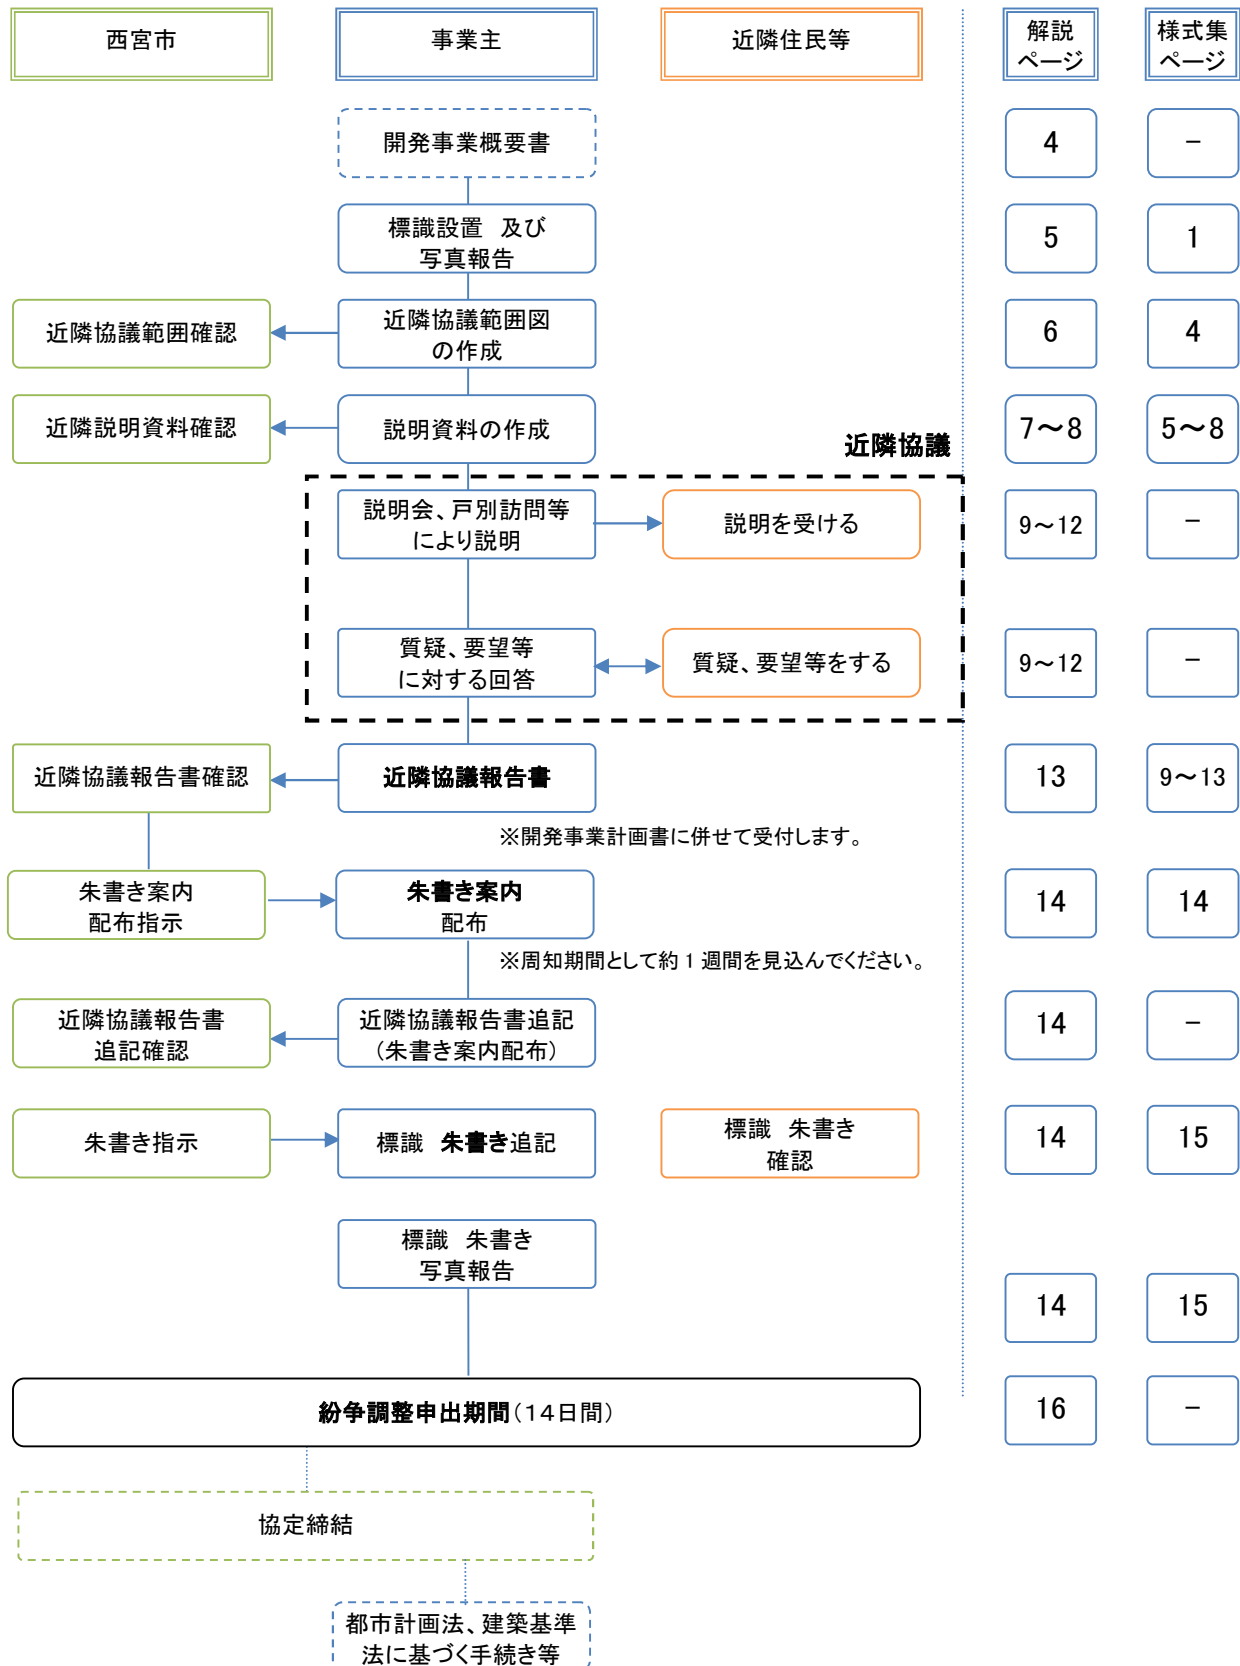 西宮市
事業主
近隣住民等
解説
ページ
様式集
ページ
開発事業概要書
4
－
標識設置　及び
写真報告
5
1
近隣協議範囲確認
近隣協議範囲図
の作成
6
4
近隣説明資料確認
説明資料の作成
7～8
5～8
近隣協議
説明会、戸別訪問等
により説明
説明を受ける
9～12
－
質疑、要望等
に対する回答
質疑、要望等をする
9～12
－
近隣協議報告書確認
近隣協議報告書
13
9～13
※開発事業計画書に併せて受付します。
朱書き案内
配布指示
朱書き案内
配布
14
14
※周知期間として約1週間を見込んでください。
近隣協議報告書
追記確認
近隣協議報告書追記
（朱書き案内配布）
14
－
朱書き指示
標識　朱書き追記
標識　朱書き
確認
14
15
標識　朱書き
写真報告
14
15
紛争調整申出期間（14日間）
16
－
協定締結
都市計画法、建築基準
法に基づく手続き等